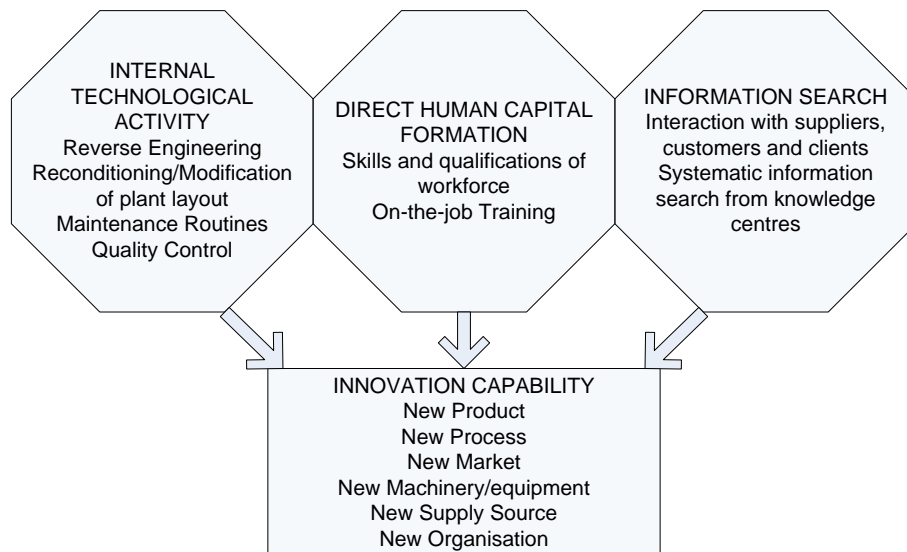 INTERNAL
TECHNOLOGICAL
ACTIVITY
Reverse Engineering
Reconditioning/Modification
of plant layout
Maintenance Routines
Quality Control
DIRECT HUMAN CAPITAL
FORMATION
Skills and qualifications of
workforce
On-the-job Training
INFORMATION SEARCH
Interaction with suppliers,
customers and clients
Systematic information
search from knowledge
centres
INNOVATION CAPABILITY
New Product
New Process
New Market
New Machinery/equipment
New Supply Source
New Organisation